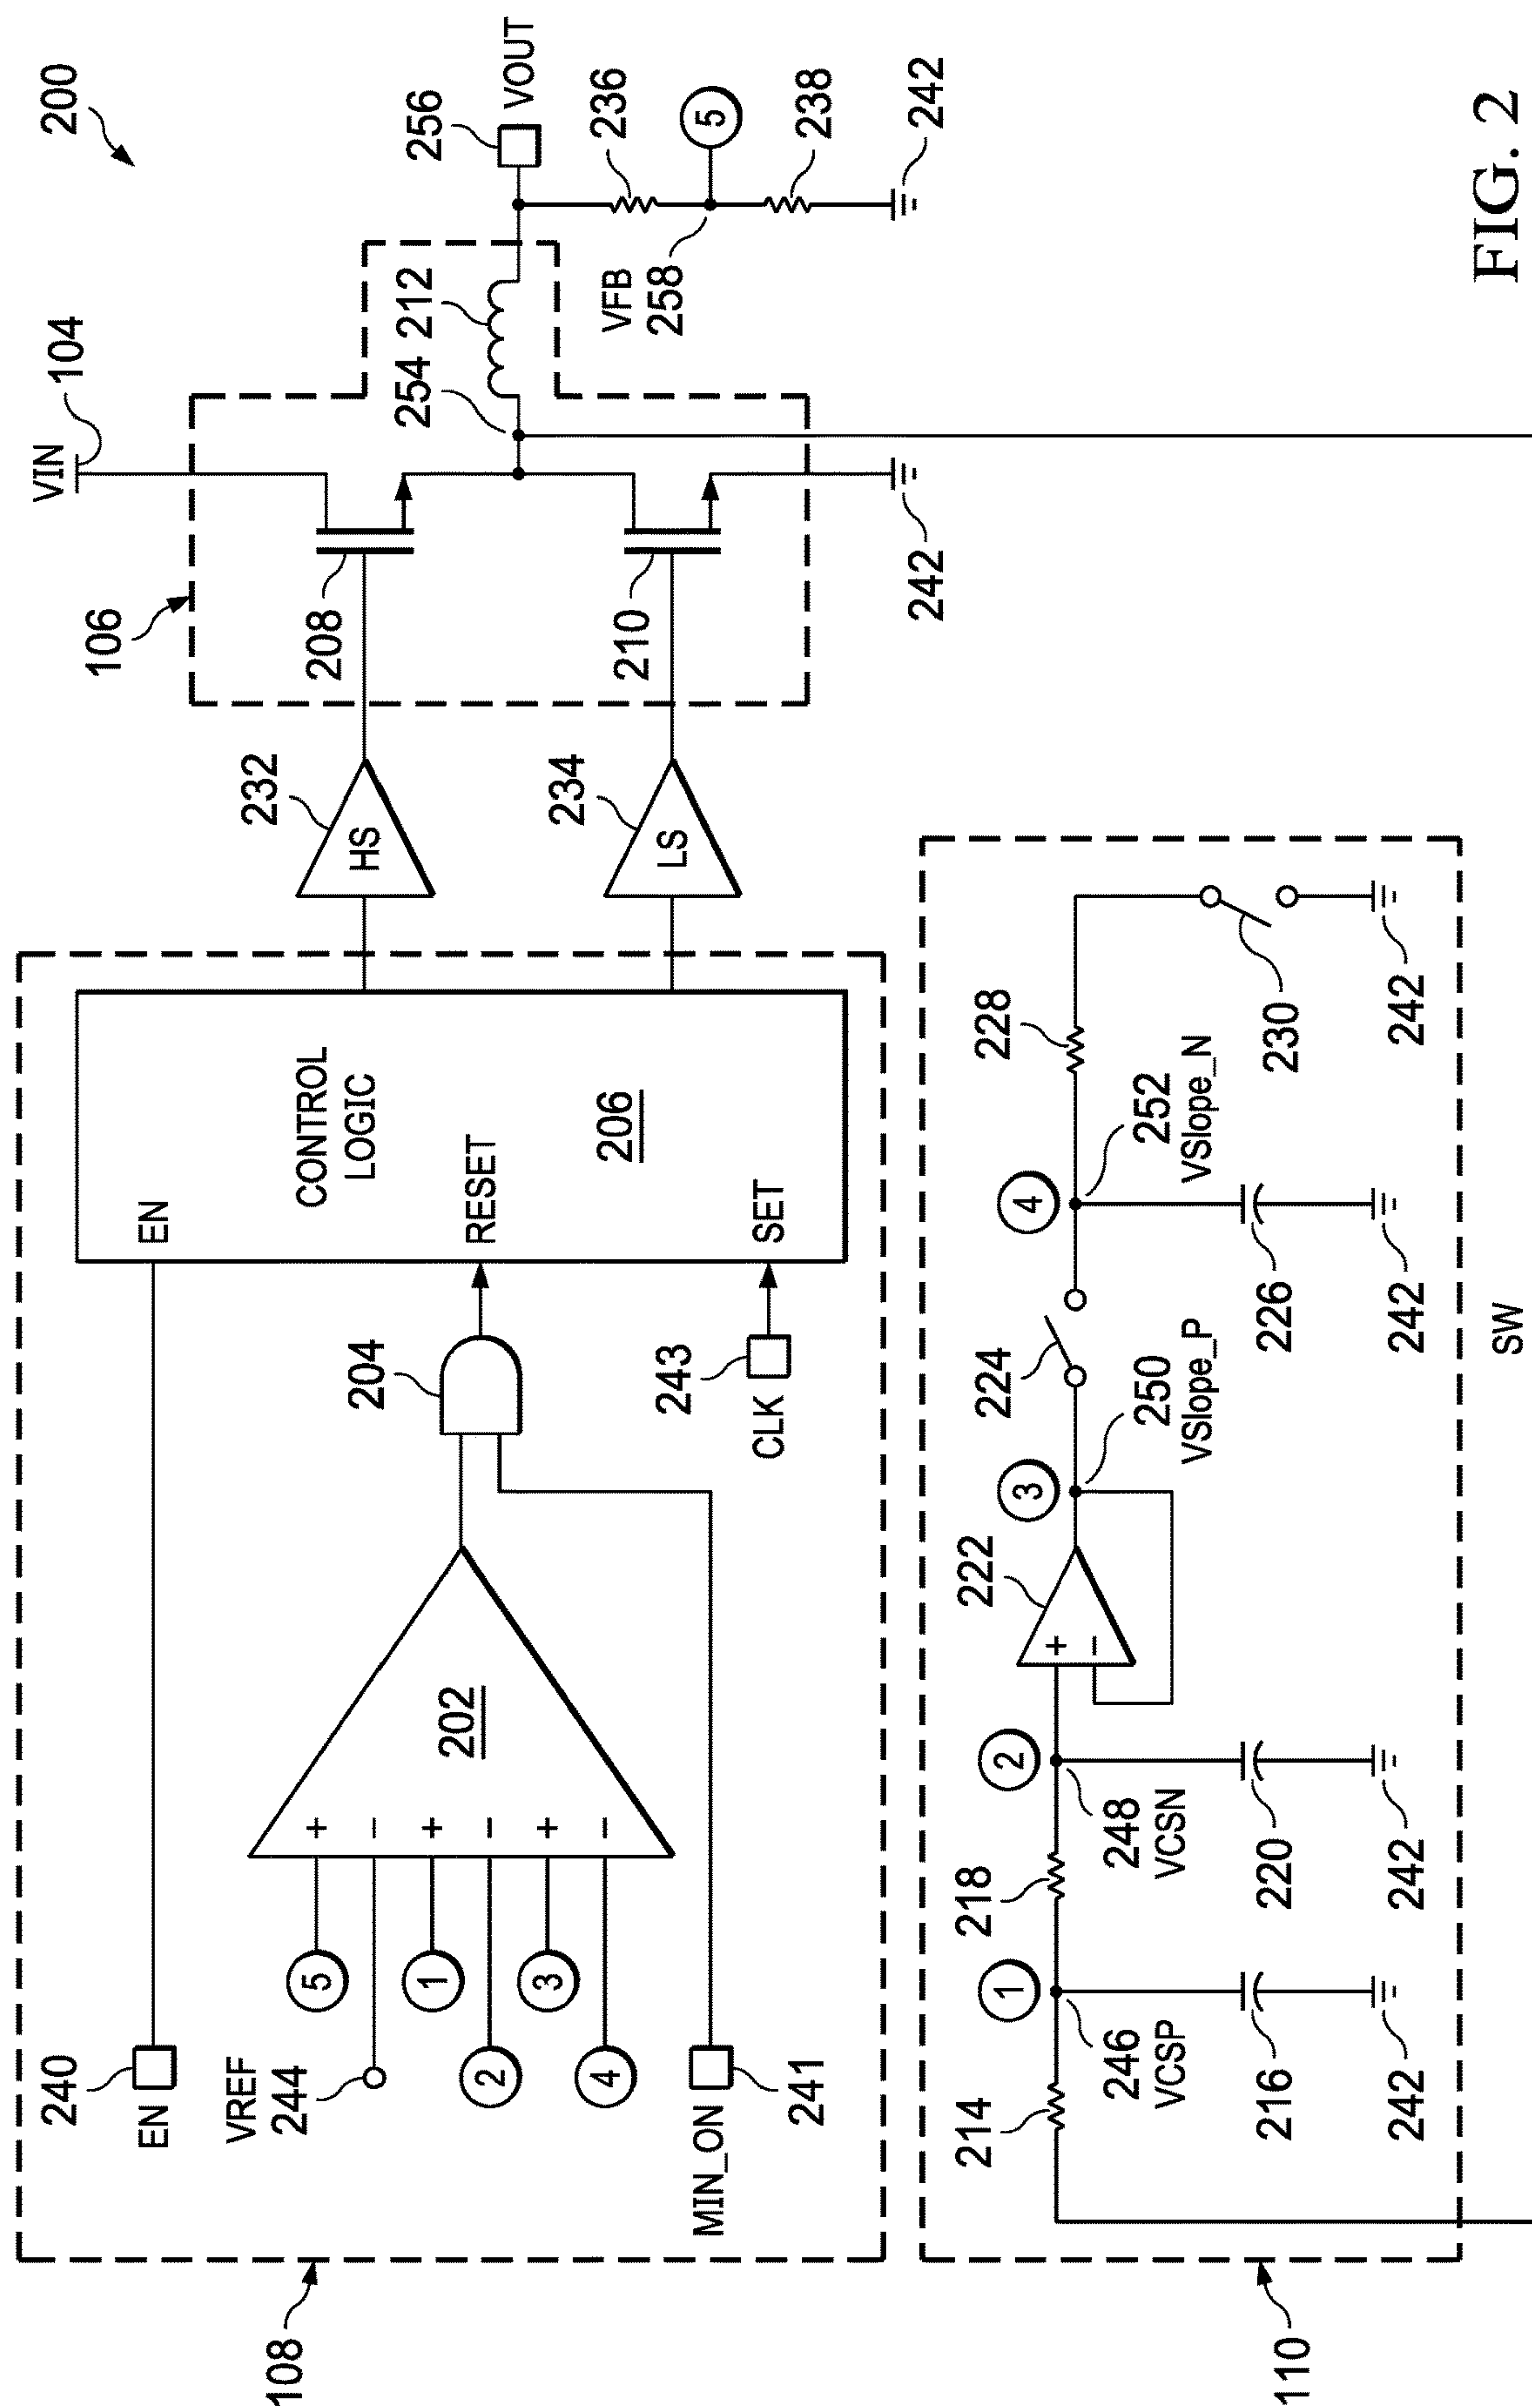 200
VIN
104
106
208
210
254
212
256
VOUT
236
5
VFB
258
238
242
242
232
HS
234
LS
108
240
EN
EN
CONTROL
LOGIC
206
RESET
SET
204
243
CLK
VREF
244
202
+
−
+
−
+
−
5
1
2
3
4
MIN_ON
241
110
214
1
246
VCSP
216
242
218
2
248
VCSN
220
242
222
+
−
3
250
VSlope_P
224
4
252
VSlope_N
226
242
228
230
242
SW
FIG. 2